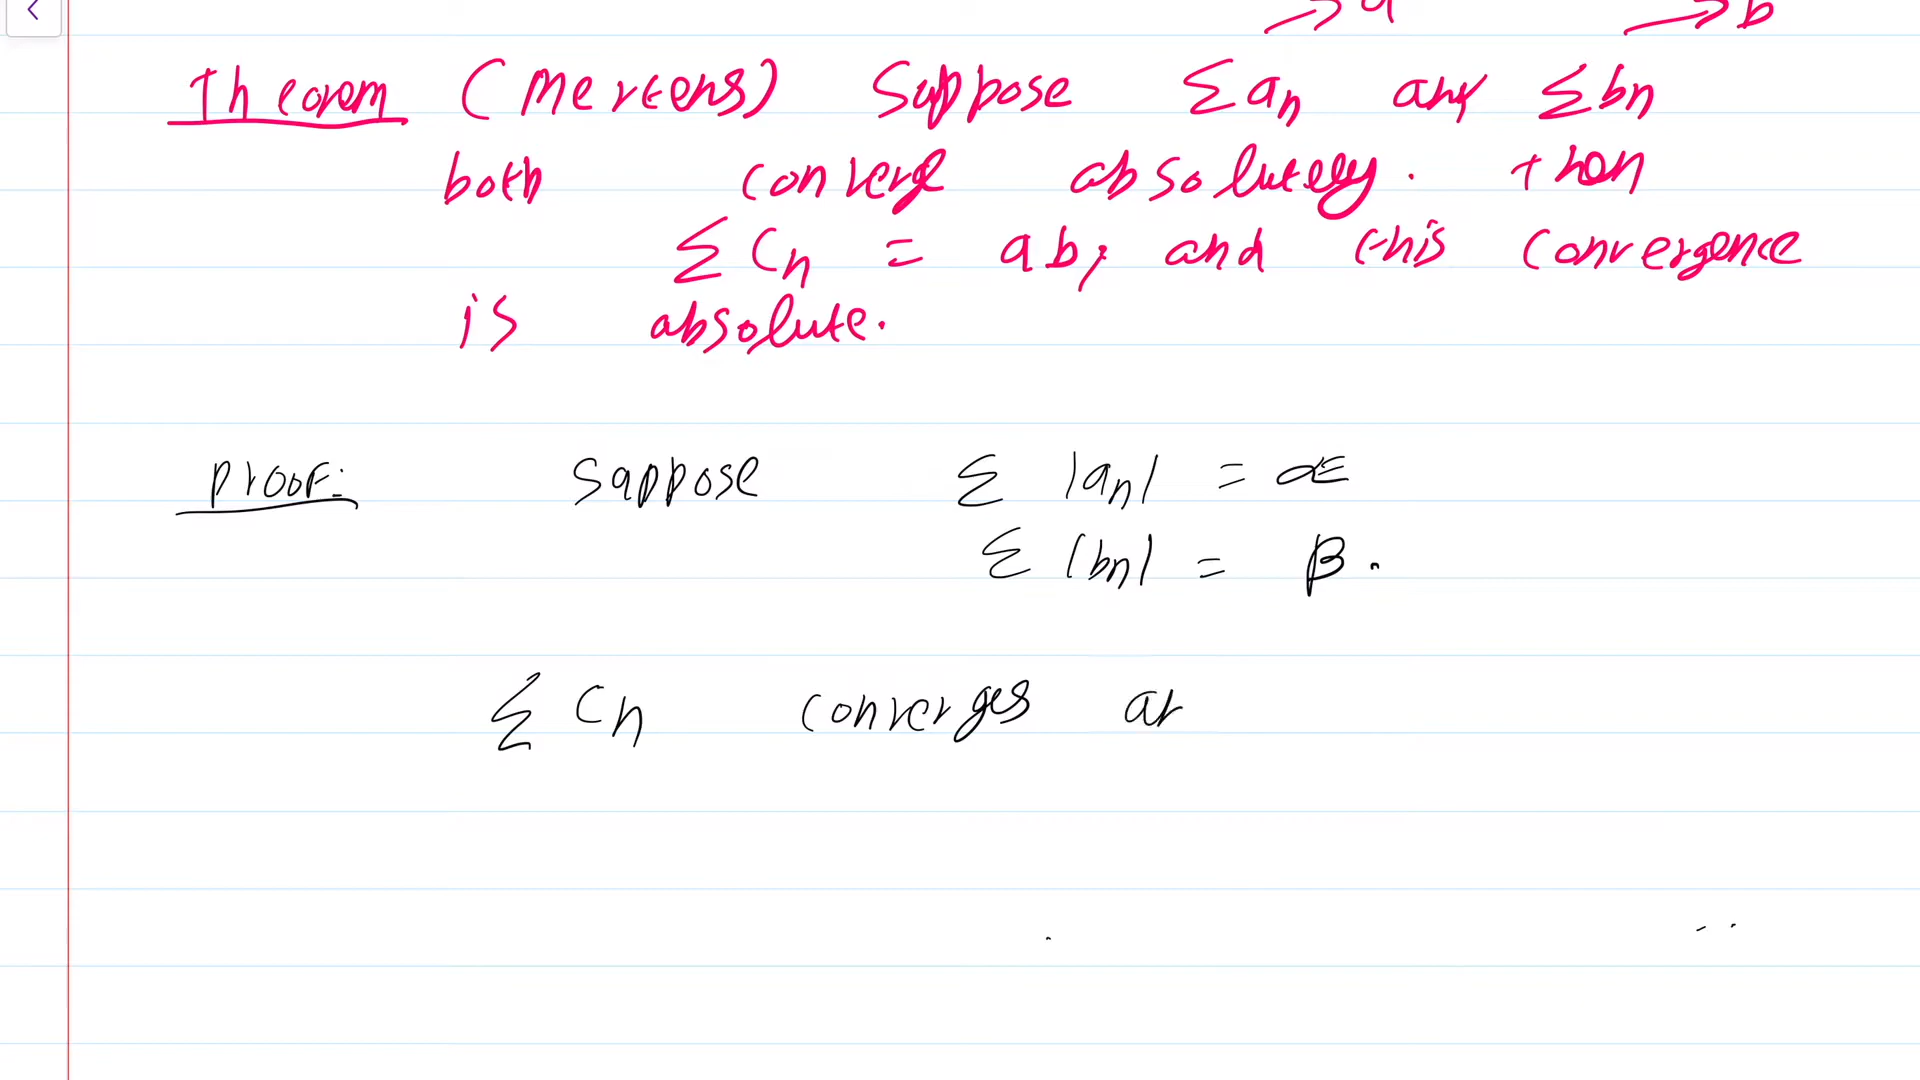 → a → b
Theorem (Mertens) Suppose Σan and Σbn
both converge absolutely. then
Σ Cn = ab, and this convergence
is absolute.
Proof: Suppose Σ |an| = α
Σ |bn| = β.
Σ Cn converges ar